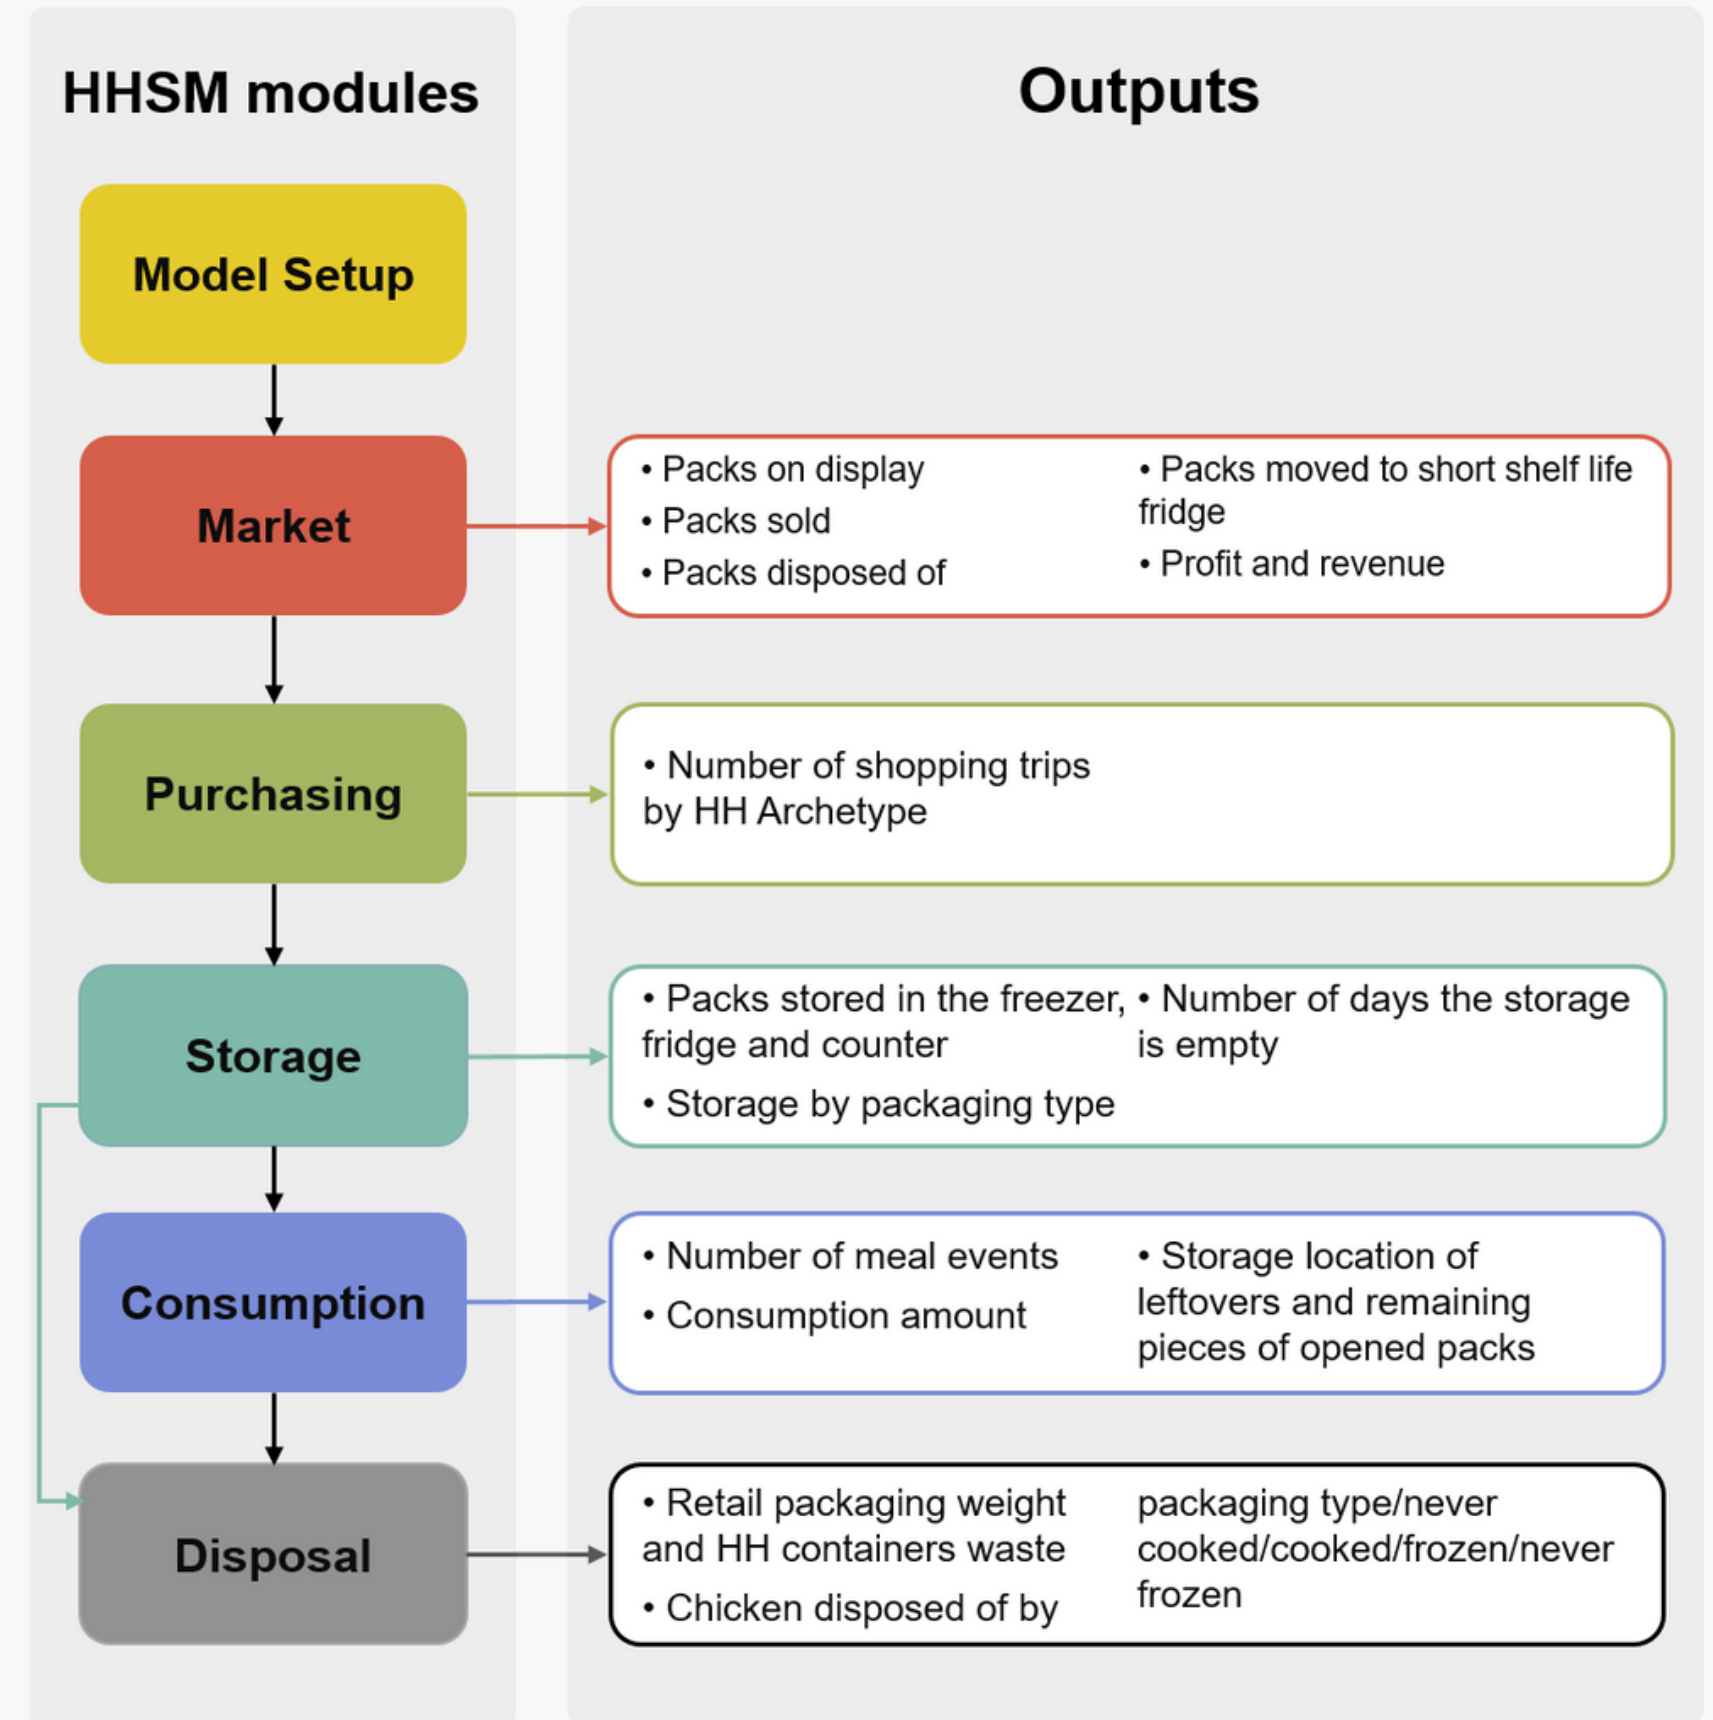 HHSM modules
Outputs
Model Setup
Market
• Packs on display
• Packs sold
• Packs disposed of
• Packs moved to short shelf life
fridge
• Profit and revenue
Purchasing
• Number of shopping trips
by HH Archetype
Storage
• Packs stored in the freezer,
fridge and counter
• Storage by packaging type
• Number of days the storage
is empty
Consumption
• Number of meal events
• Consumption amount
• Storage location of
leftovers and remaining
pieces of opened packs
Disposal
• Retail packaging weight
and HH containers waste
• Chicken disposed of by
packaging type/never
cooked/cooked/frozen/never
frozen